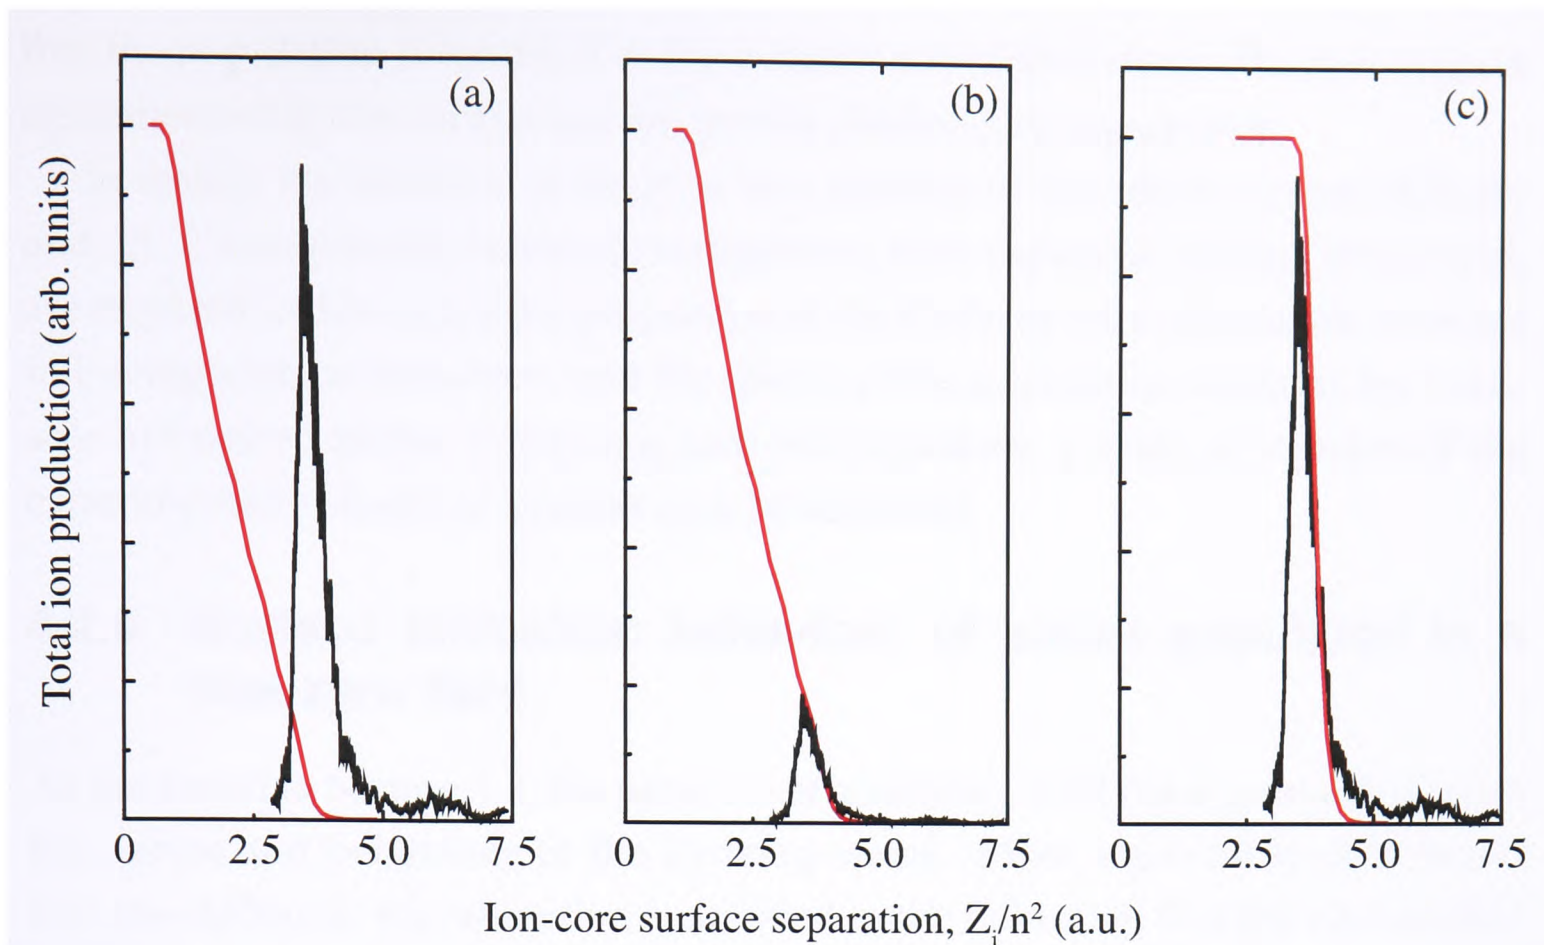 (a) (b) (c)
Total ion production (arb. units)
0 2.5 5.0 7.5 0 2.5 5.0 7.5 0 2.5 5.0 7.5
Ion-core surface separation, Z_i/n² (a.u.)